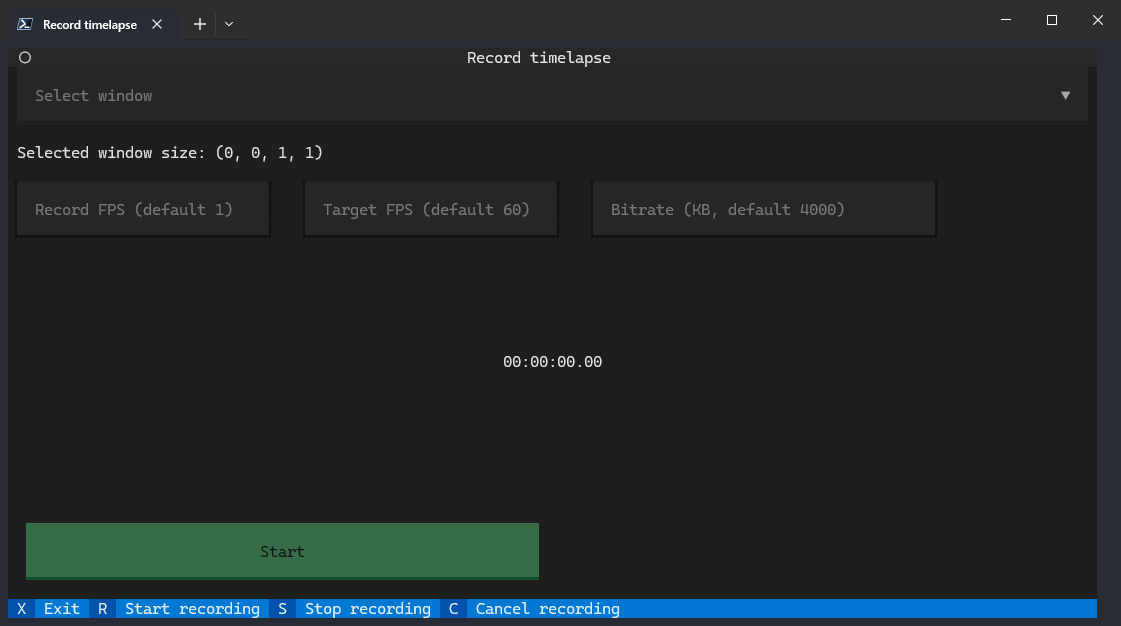 Record timelapse
Record timelapse
Select window ▼
Selected window size: (0, 0, 1, 1)
Record FPS (default 1) Target FPS (default 60) Bitrate (KB, default 4000)
00:00:00.00
Start
X Exit R Start recording S Stop recording C Cancel recording